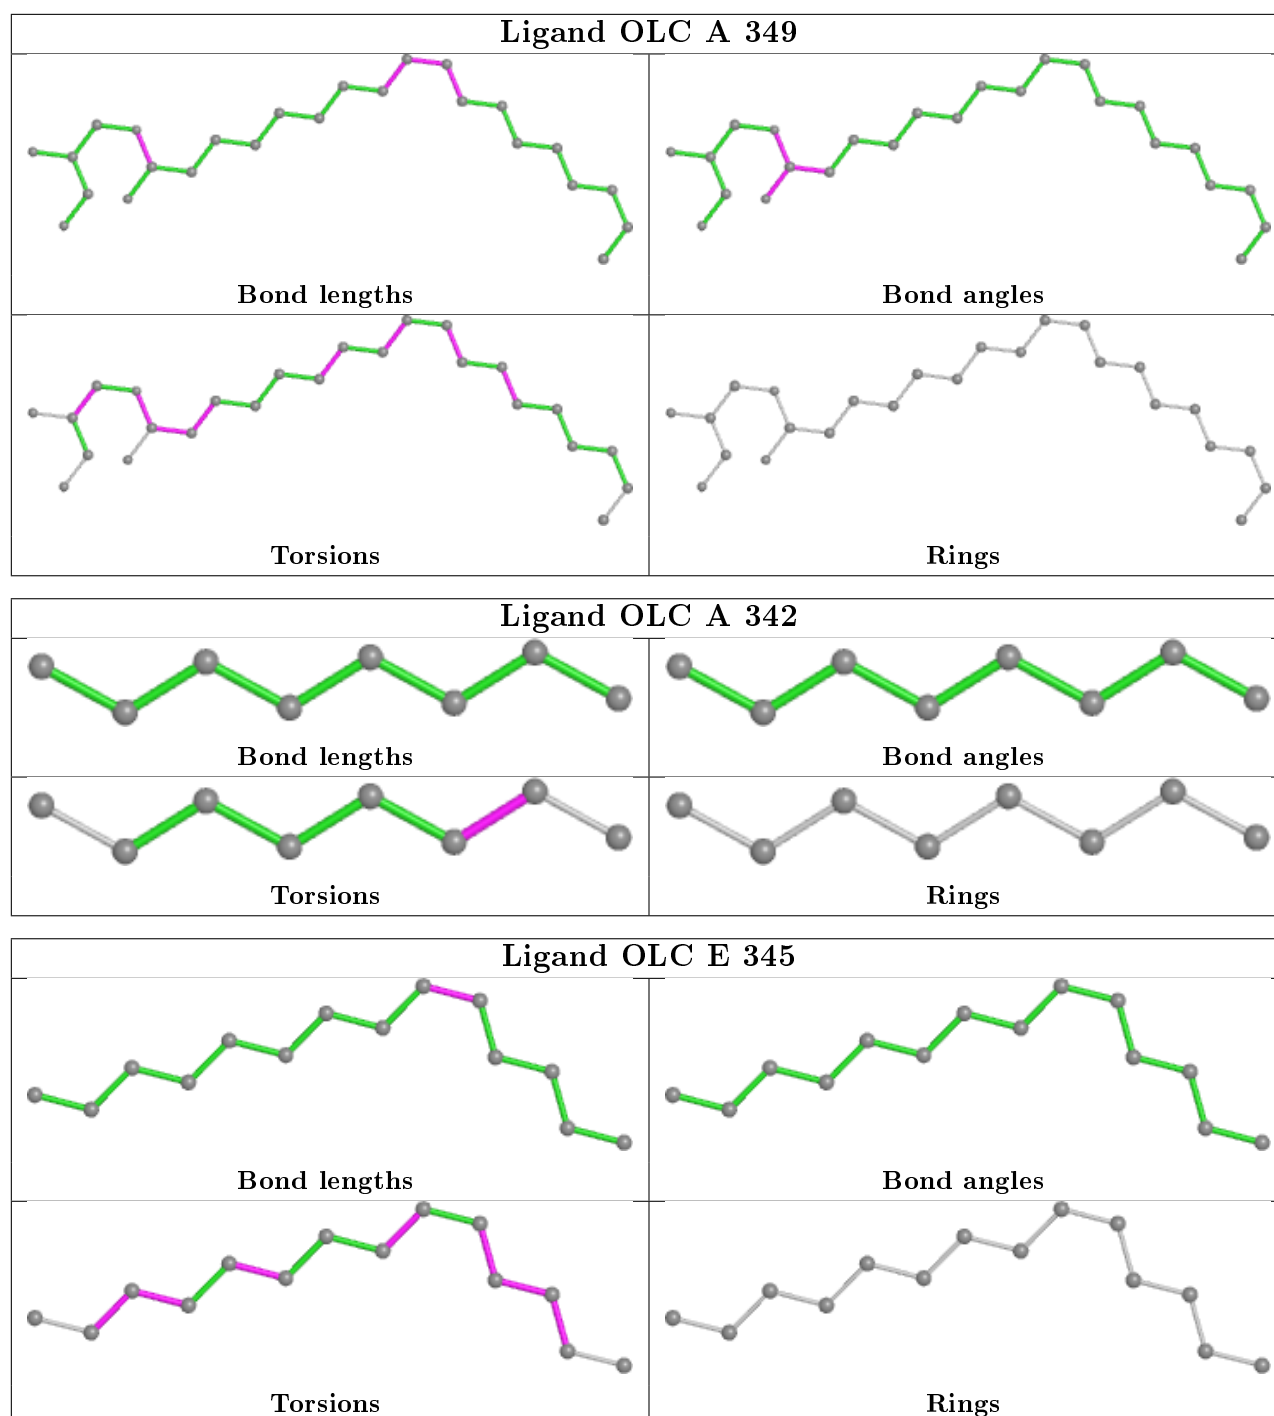 Ligand OLC A 349
Bond lengths
Bond angles
Torsions
Rings
Ligand OLC A 342
Bond lengths
Bond angles
Torsions
Rings
Ligand OLC E 345
Bond lengths
Bond angles
Torsions
Rings